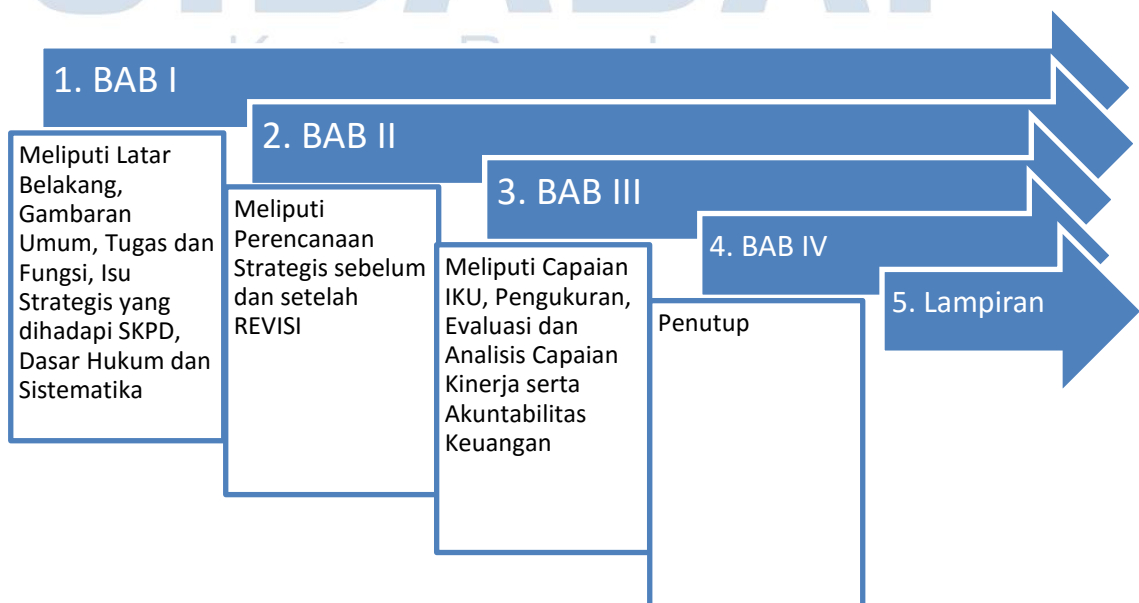 1. BAB I
Meliputi Latar
Belakang,
Gambaran
Umum, Tugas dan
Fungsi, Isu
Strategis yang
dihadapi SKPD,
Dasar Hukum dan
Sistematika
2. BAB II
Meliputi
Perencanaan
Strategis sebelum
dan setelah
REVISI
3. BAB III
Meliputi Capaian
IKU, Pengukuran,
Evaluasi dan
Analisis Capaian
Kinerja serta
Akuntabilitas
Keuangan
4. BAB IV
Penutup
5. Lampiran